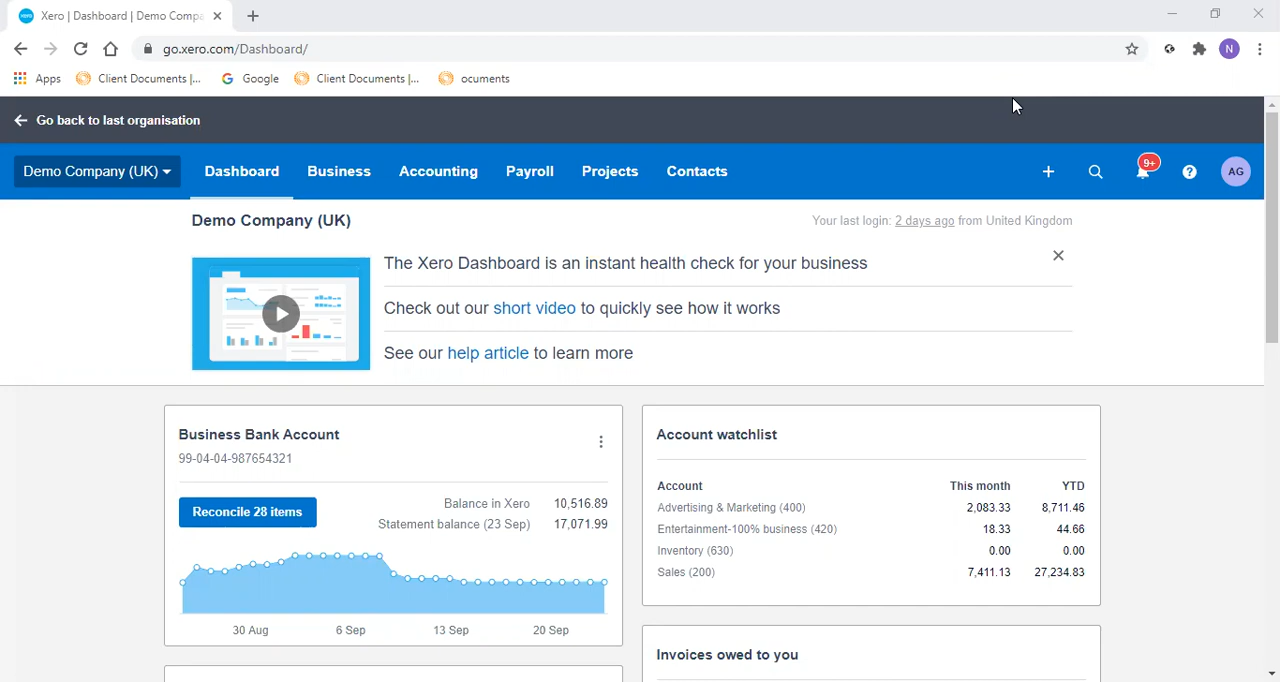 xero Xero | Dashboard | Demo Compa
go.xero.com/Dashboard/
N
Apps Client Documents |... Google Client Documents |... ocuments
Go back to last organisation
Demo Company (UK) Dashboard Business Accounting Payroll Projects Contacts 9+ ? AG
Demo Company (UK) Your last login: 2 days ago from United Kingdom
The Xero Dashboard is an instant health check for your business
Check out our short video to quickly see how it works
See our help article to learn more
Business Bank Account
99-04-04-987654321
Reconcile 28 items
Balance in Xero 10,516.89
Statement balance (23 Sep) 17,071.99
30 Aug 6 Sep 13 Sep 20 Sep
Account watchlist
Account This month YTD
Advertising & Marketing (400) 2,083.33 8,711.46
Entertainment-100% business (420) 18.33 44.66
Inventory (630) 0.00 0.00
Sales (200) 7,411.13 27,234.83
Invoices owed to you